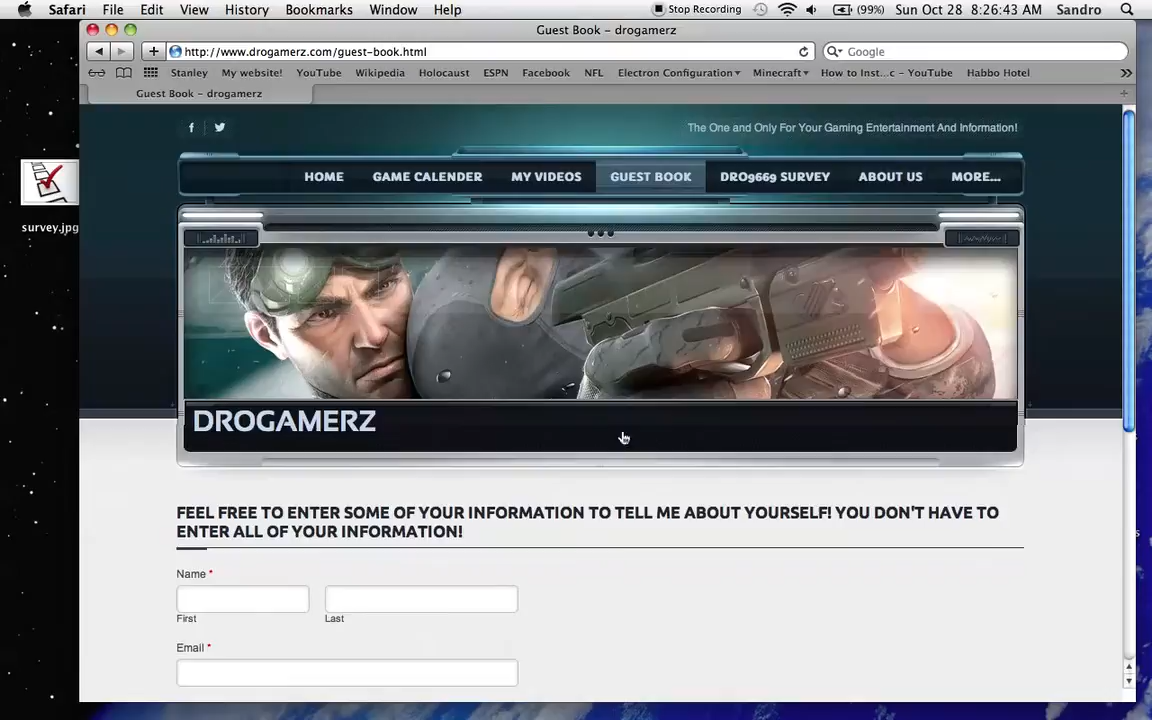 Safari File Edit View History Bookmarks Window Help Stop Recording (99%) Sun Oct 28 8:26:43 AM Sandro
Guest Book – drogamerz
http://www.drogamerz.com/guest-book.html Google
Stanley My website! YouTube Wikipedia Holocaust ESPN Facebook NFL Electron Configuration Minecraft How to Inst...c – YouTube Habbo Hotel
Guest Book – drogamerz
The One and Only For Your Gaming Entertainment And Information!
HOME GAME CALENDER MY VIDEOS GUEST BOOK DRO9669 SURVEY ABOUT US MORE...
survey.jpg
DROGAMERZ
FEEL FREE TO ENTER SOME OF YOUR INFORMATION TO TELL ME ABOUT YOURSELF! YOU DON'T HAVE TO
ENTER ALL OF YOUR INFORMATION!
Name *
First Last
Email *